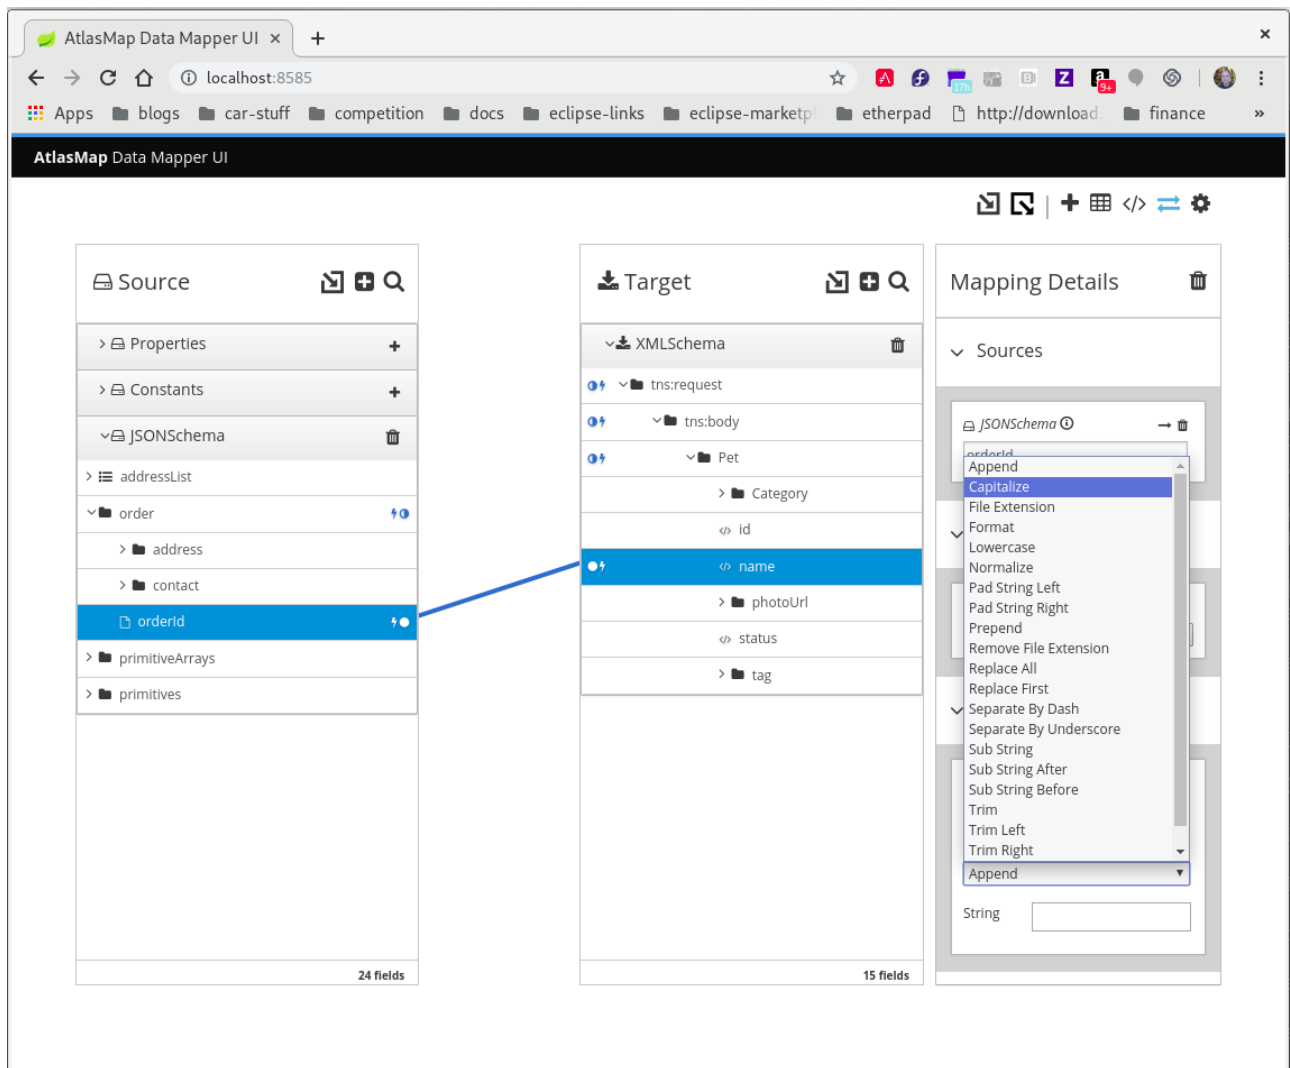 AtlasMap Data Mapper UI
localhost:8585
17h
9+
Apps blogs car-stuff competition docs eclipse-links eclipse-marketpl etherpad http://download. finance »
AtlasMap Data Mapper UI
Source
Properties
Constants
JSONSchema
addressList
order
address
contact
orderId
primitiveArrays
primitives
24 fields
Target
XMLSchema
tns:request
tns:body
Pet
Category
</> id
</> name
photoUrl
</> status
tag
15 fields
Mapping Details
Sources
JSONSchema
orderId
Append
Capitalize
File Extension
Format
Lowercase
Normalize
Pad String Left
Pad String Right
Prepend
Remove File Extension
Replace All
Replace First
Separate By Dash
Separate By Underscore
Sub String
Sub String After
Sub String Before
Trim
Trim Left
Trim Right
Append
String